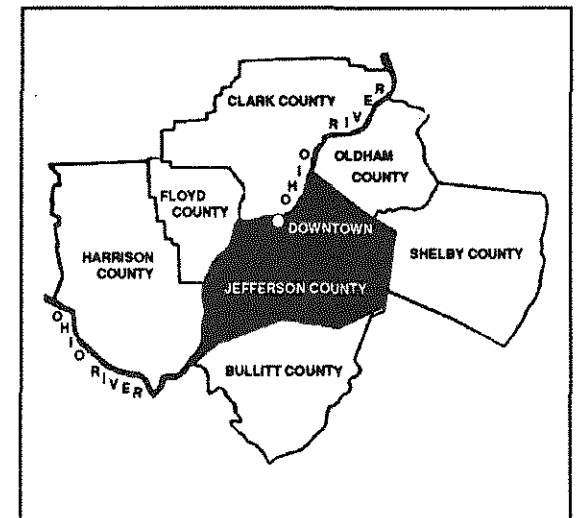 CLARK COUNTY
OHIO RIVER
OLDHAM
COUNTY
FLOYD
COUNTY
DOWNTOWN
HARRISON
COUNTY
SHELBY COUNTY
JEFFERSON COUNTY
OHIO RIVER
BULLITT COUNTY